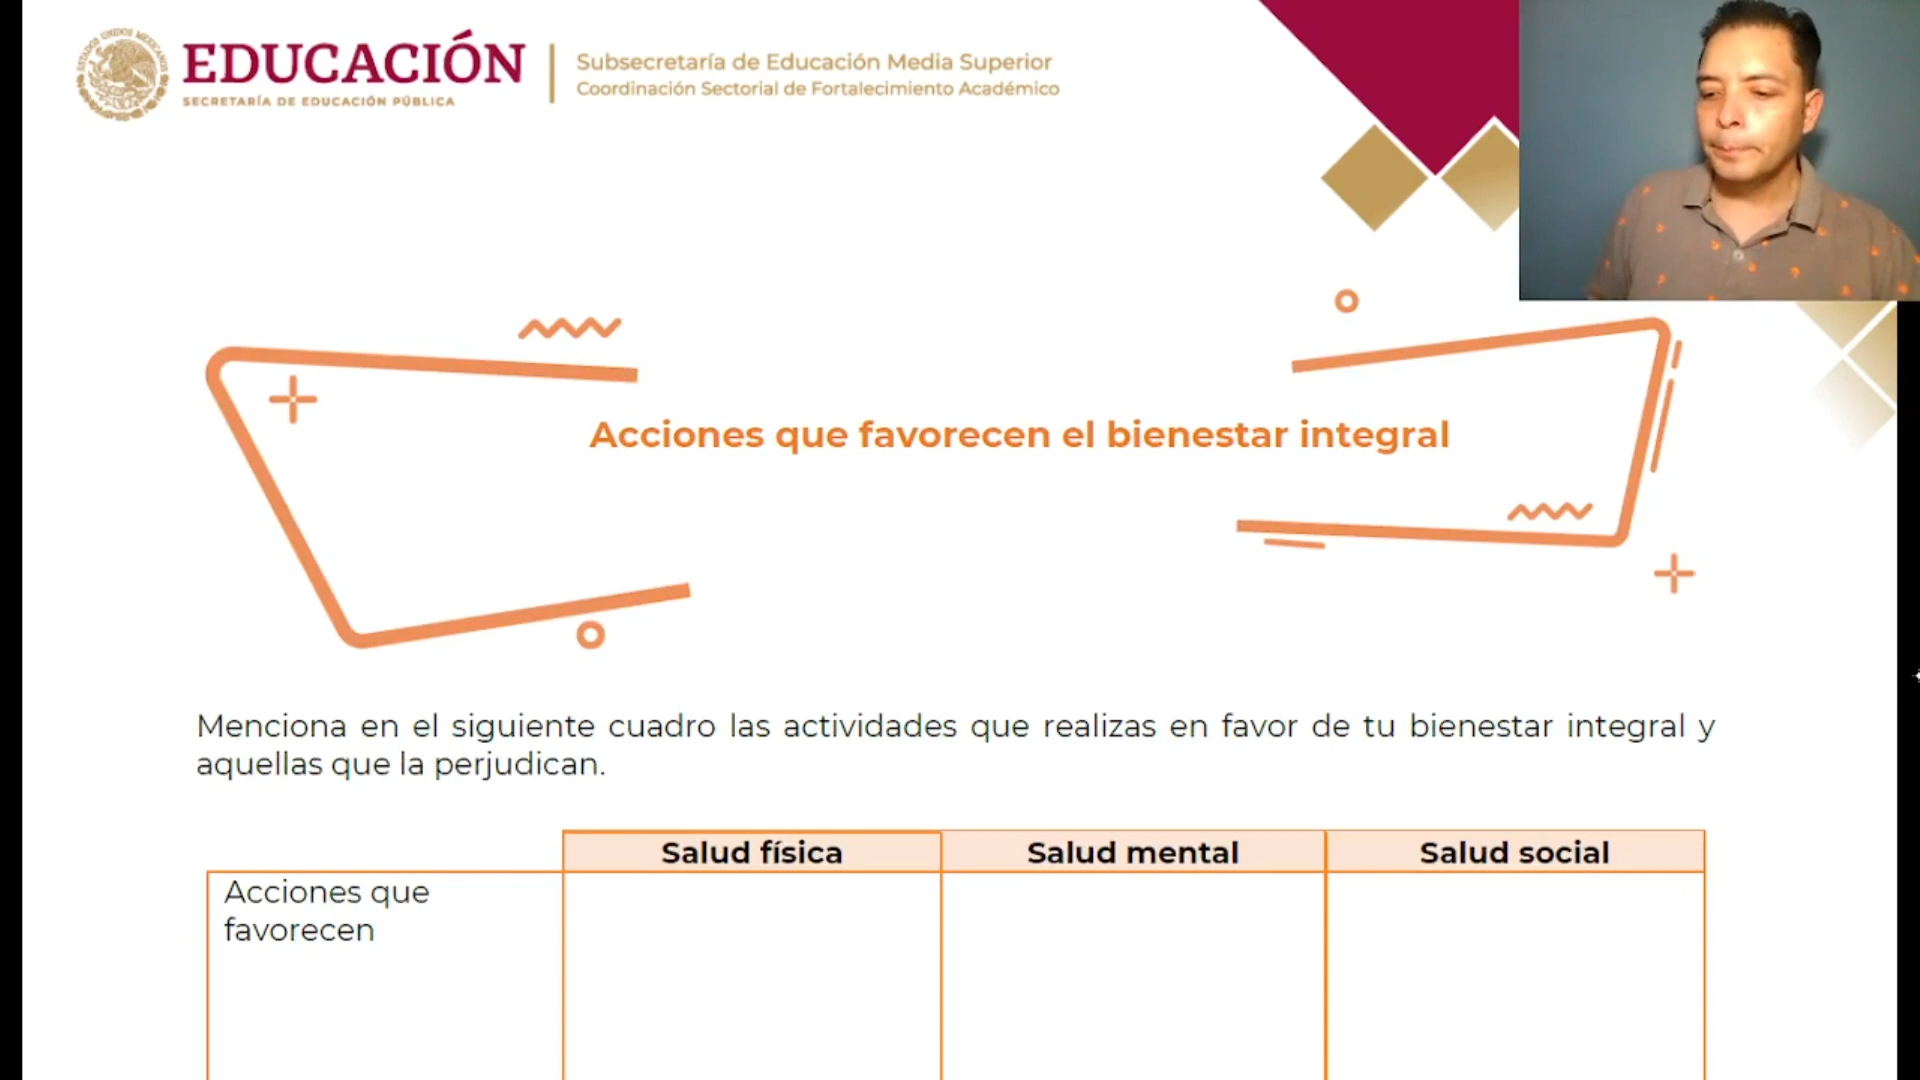 EDUCACIÓN
SECRETARÍA DE EDUCACIÓN PÚBLICA
Subsecretaría de Educación Media Superior
Coordinación Sectorial de Fortalecimiento Académico
Acciones que favorecen el bienestar integral
Menciona en el siguiente cuadro las actividades que realizas en favor de tu bienestar integral y
aquellas que la perjudican.
Salud física Salud mental Salud social
Acciones que
favorecen